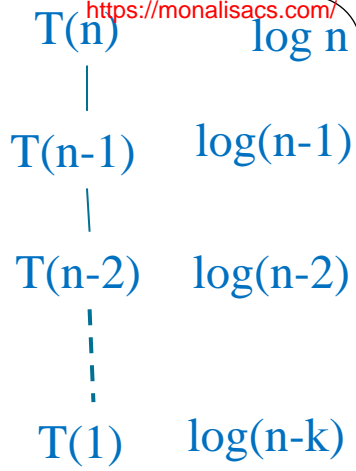 https://monalisacs.com/
T(n) log n
T(n-1) log(n-1)
T(n-2) log(n-2)
T(1) log(n-k)